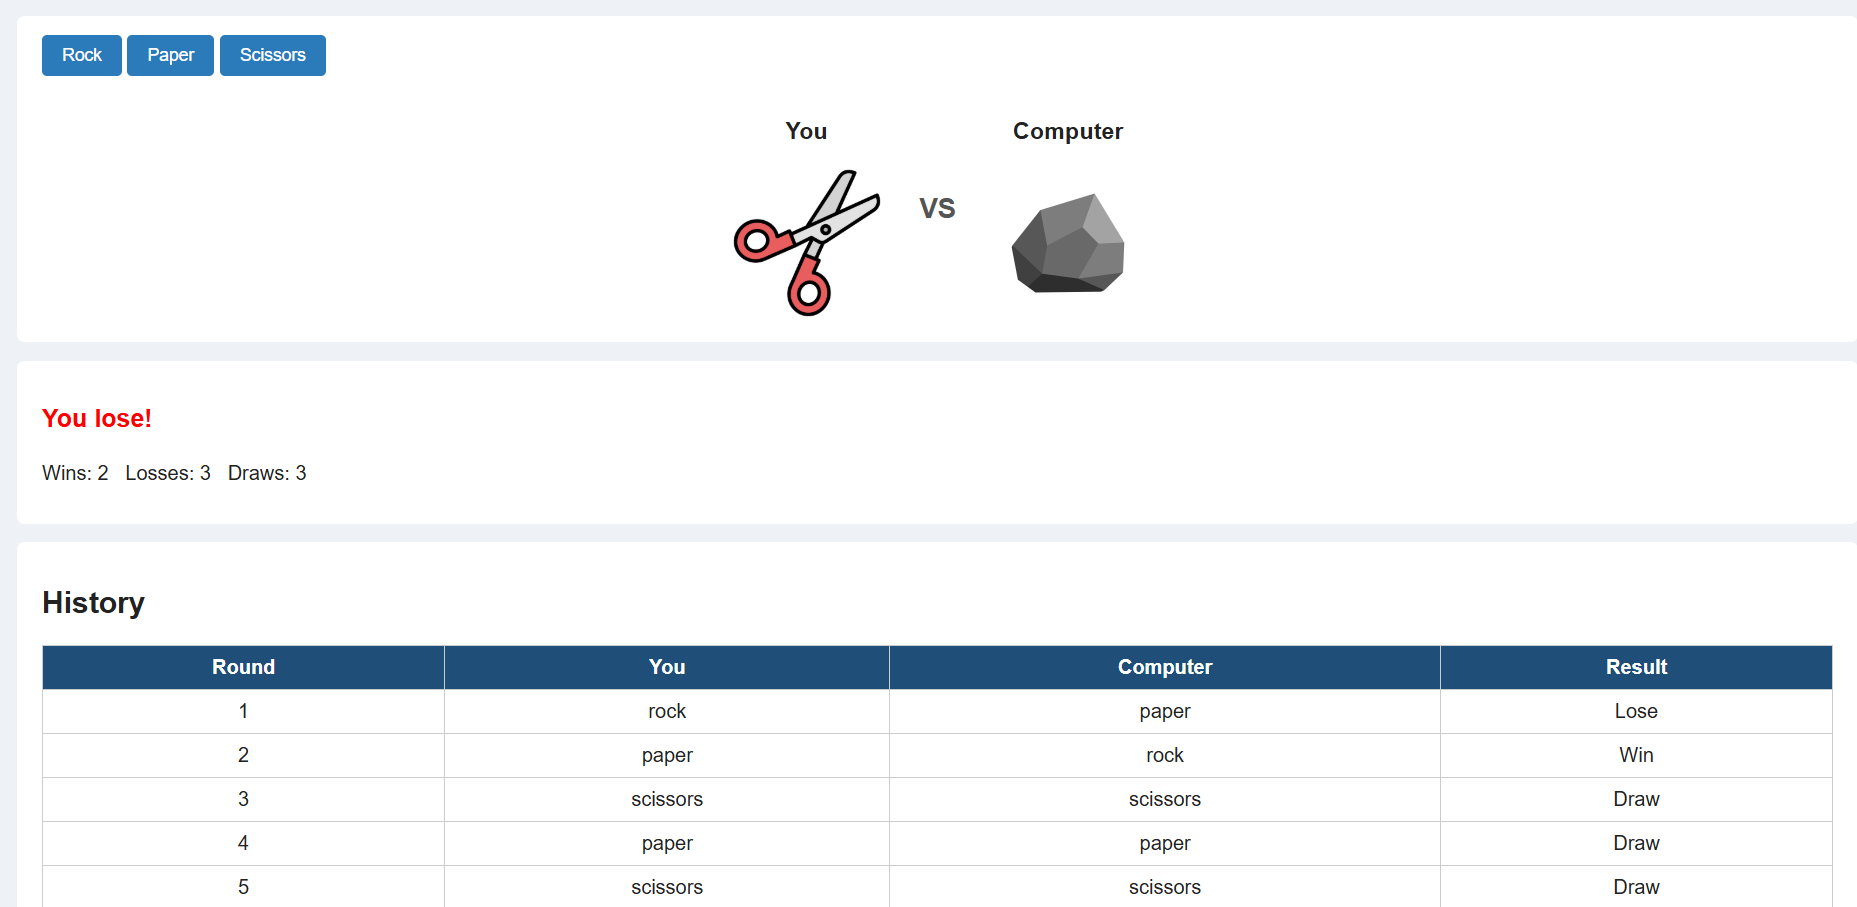 Rock Paper Scissors
You Computer
VS
You lose!
Wins: 2 Losses: 3 Draws: 3
History
Round You Computer Result
1 rock paper Lose
2 paper rock Win
3 scissors scissors Draw
4 paper paper Draw
5 scissors scissors Draw